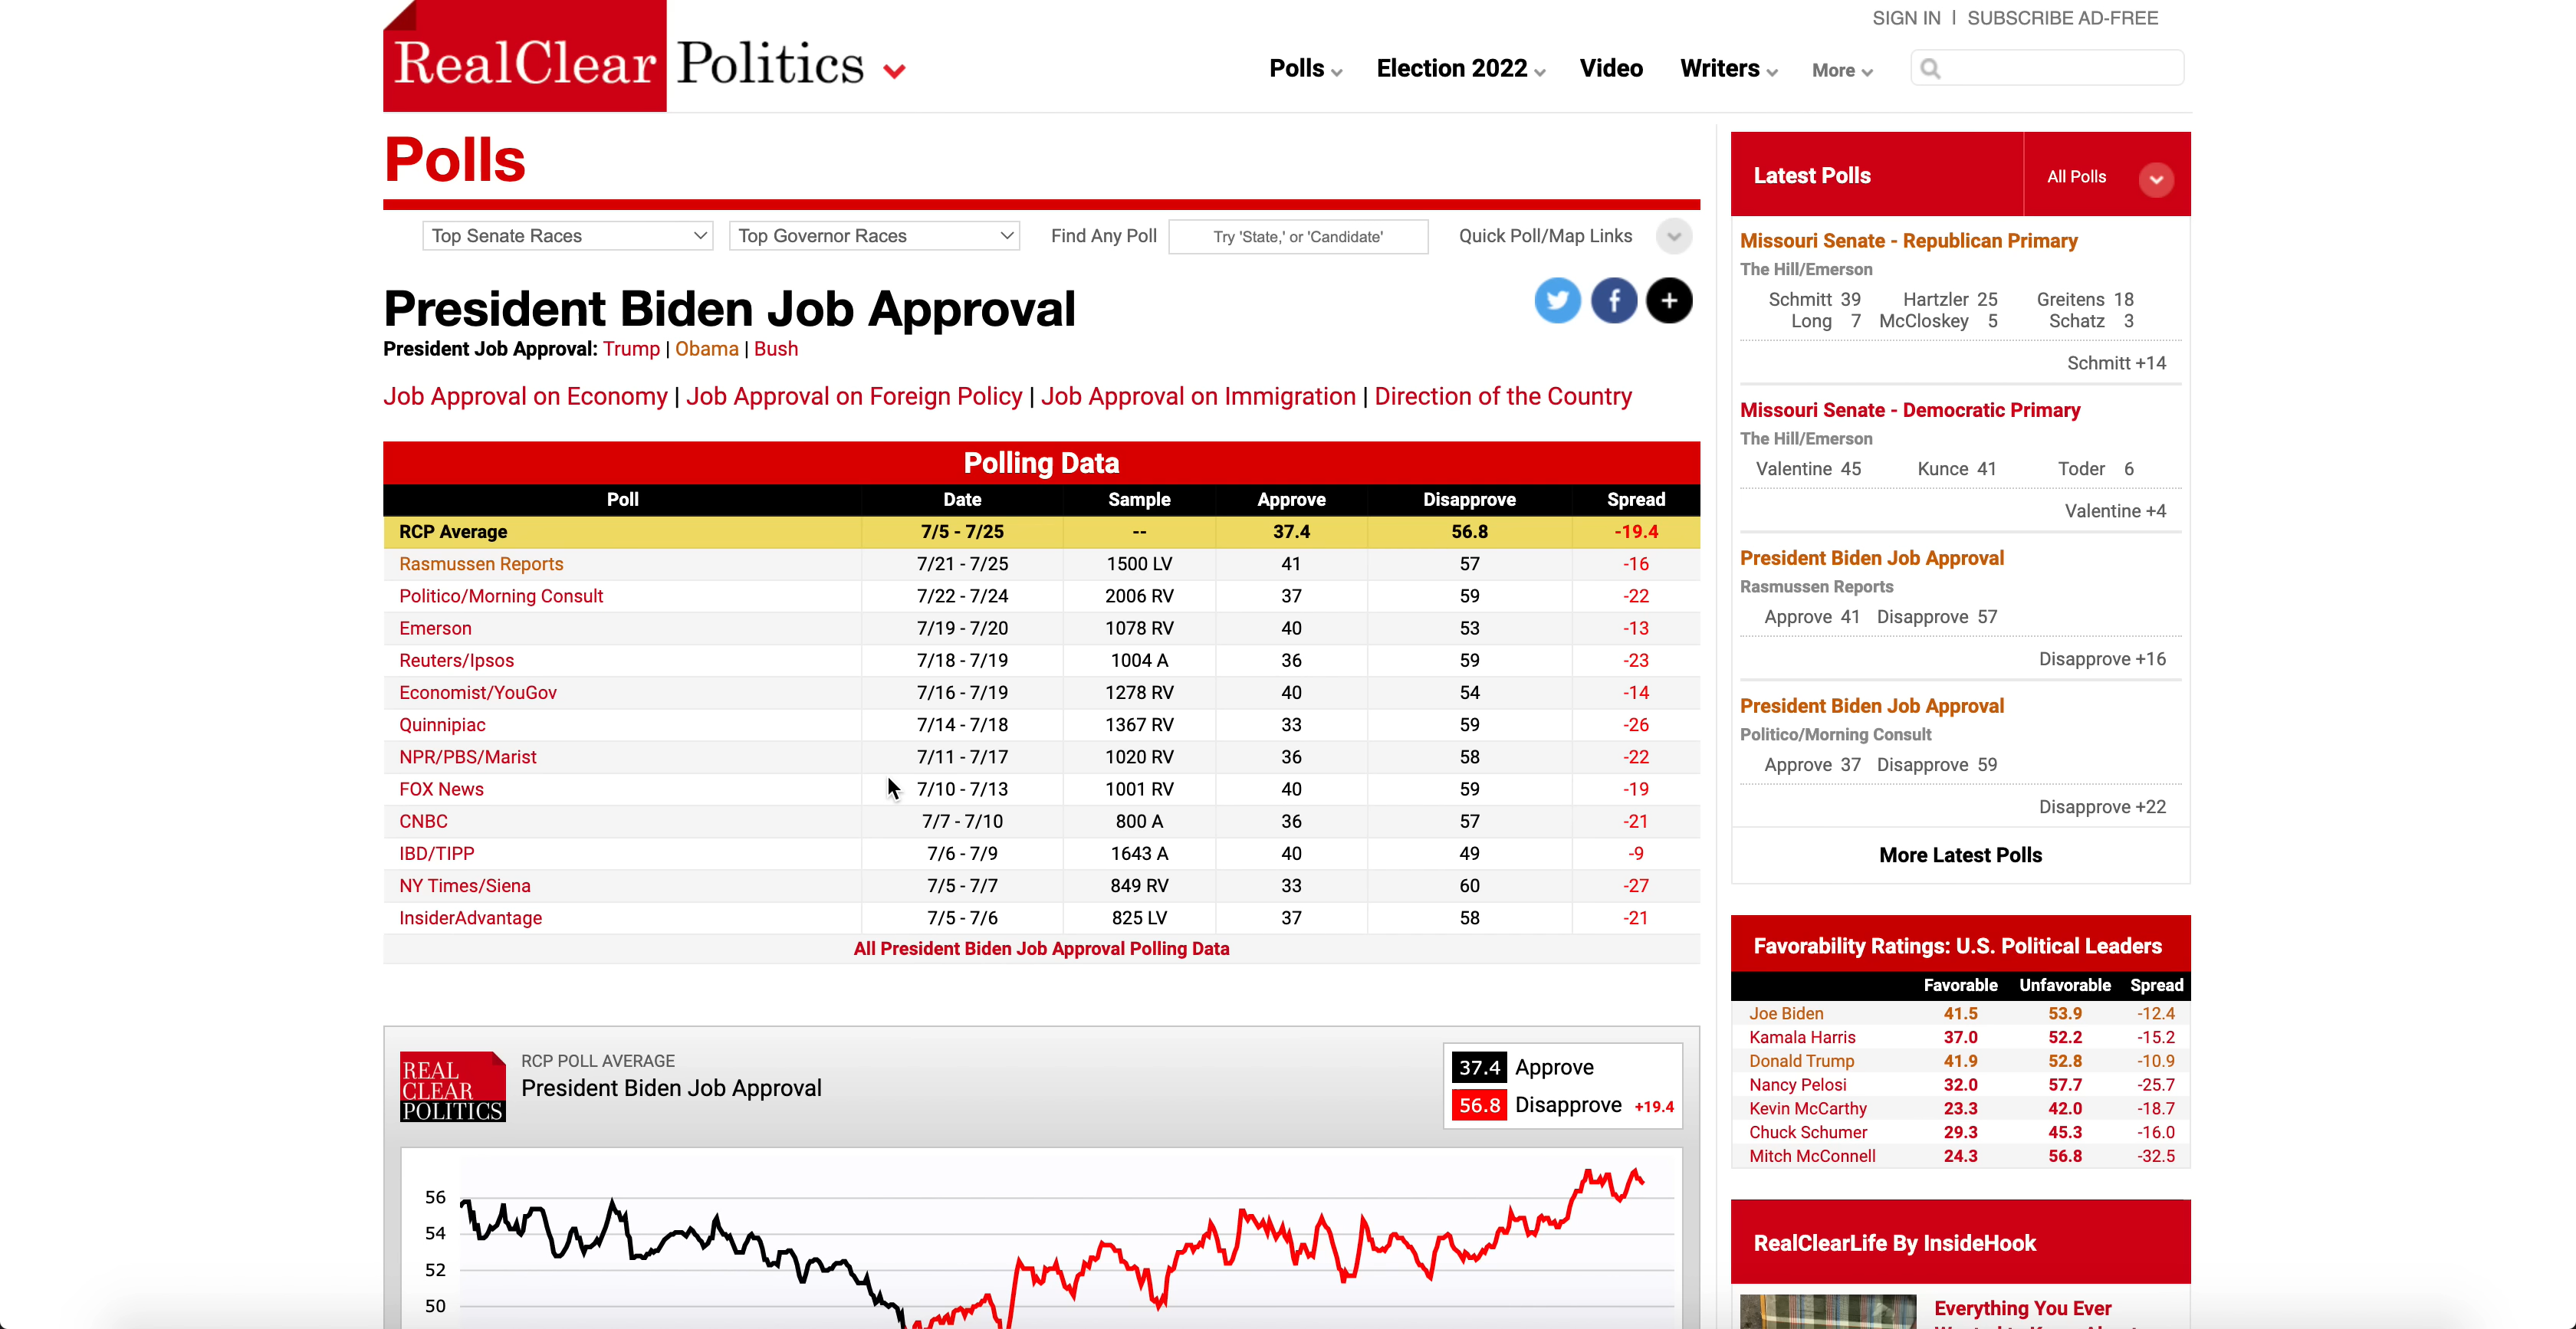 SIGN IN | SUBSCRIBE AD-FREE
RealClear Politics
Polls Election 2022 Video Writers More
Polls
Top Senate Races Top Governor Races Find Any Poll Try 'State,' or 'Candidate' Quick Poll/Map Links
President Biden Job Approval
President Job Approval: Trump | Obama | Bush
Job Approval on Economy | Job Approval on Foreign Policy | Job Approval on Immigration | Direction of the Country
Polling Data
Poll Date Sample Approve Disapprove Spread
RCP Average 7/5 - 7/25 -- 37.4 56.8 -19.4
Rasmussen Reports 7/21 - 7/25 1500 LV 41 57 -16
Politico/Morning Consult 7/22 - 7/24 2006 RV 37 59 -22
Emerson 7/19 - 7/20 1078 RV 40 53 -13
Reuters/Ipsos 7/18 - 7/19 1004 A 36 59 -23
Economist/YouGov 7/16 - 7/19 1278 RV 40 54 -14
Quinnipiac 7/14 - 7/18 1367 RV 33 59 -26
NPR/PBS/Marist 7/11 - 7/17 1020 RV 36 58 -22
FOX News 7/10 - 7/13 1001 RV 40 59 -19
CNBC 7/7 - 7/10 800 A 36 57 -21
IBD/TIPP 7/6 - 7/9 1643 A 40 49 -9
NY Times/Siena 7/5 - 7/7 849 RV 33 60 -27
InsiderAdvantage 7/5 - 7/6 825 LV 37 58 -21
All President Biden Job Approval Polling Data
REAL
CLEAR
POLITICS
RCP POLL AVERAGE
President Biden Job Approval
37.4 Approve
56.8 Disapprove +19.4
56
54
52
50
Latest Polls All Polls
Missouri Senate - Republican Primary
The Hill/Emerson
Schmitt 39 Hartzler 25 Greitens 18
Long 7 McCloskey 5 Schatz 3
Schmitt +14
Missouri Senate - Democratic Primary
The Hill/Emerson
Valentine 45 Kunce 41 Toder 6
Valentine +4
President Biden Job Approval
Rasmussen Reports
Approve 41 Disapprove 57
Disapprove +16
President Biden Job Approval
Politico/Morning Consult
Approve 37 Disapprove 59
Disapprove +22
More Latest Polls
Favorability Ratings: U.S. Political Leaders
Favorable Unfavorable Spread
Joe Biden 41.5 53.9 -12.4
Kamala Harris 37.0 52.2 -15.2
Donald Trump 41.9 52.8 -10.9
Nancy Pelosi 32.0 57.7 -25.7
Kevin McCarthy 23.3 42.0 -18.7
Chuck Schumer 29.3 45.3 -16.0
Mitch McConnell 24.3 56.8 -32.5
RealClearLife By InsideHook
Everything You Ever